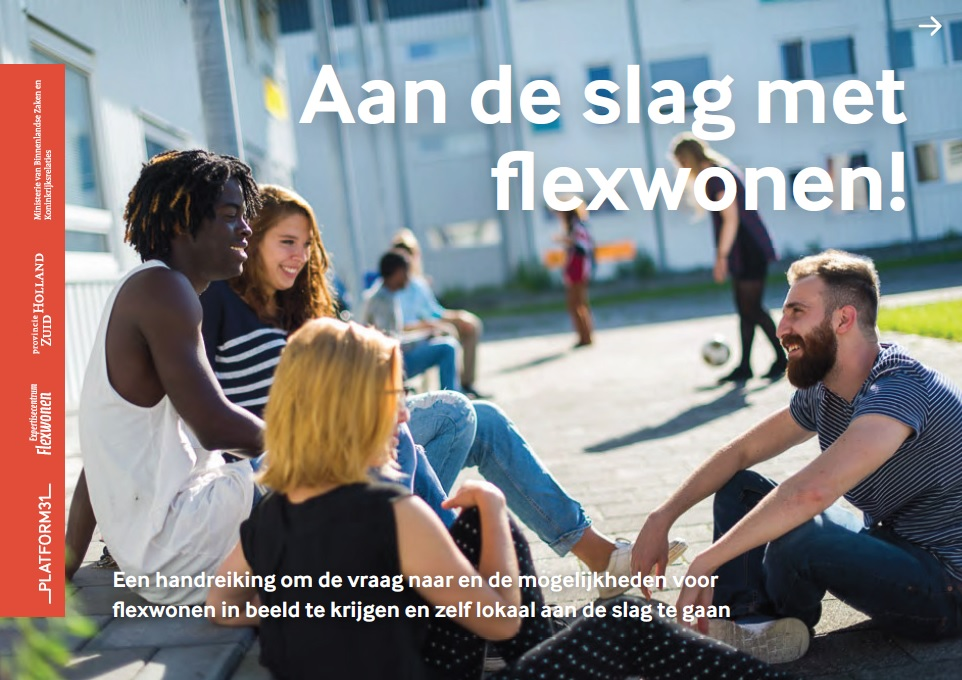 Aan de slag met
flexwonen!
Ministerie van Binnenlandse Zaken en
Koninkrijksrelaties
provincie HOLLAND
ZUID
Expertisecentrum
Flexwonen
_PLATFORM31_
Een handreiking om de vraag naar en de mogelijkheden voor
flexwonen in beeld te krijgen en zelf lokaal aan de slag te gaan